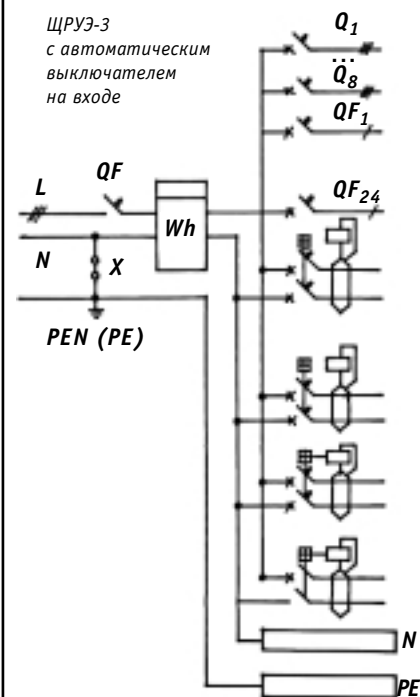 ЩРУЭ-3
с автоматическим
выключателем
на входе
Q1
...
Q8
QF1
L
QF
QF24
Wh
N
X
PEN (PE)
N
PE